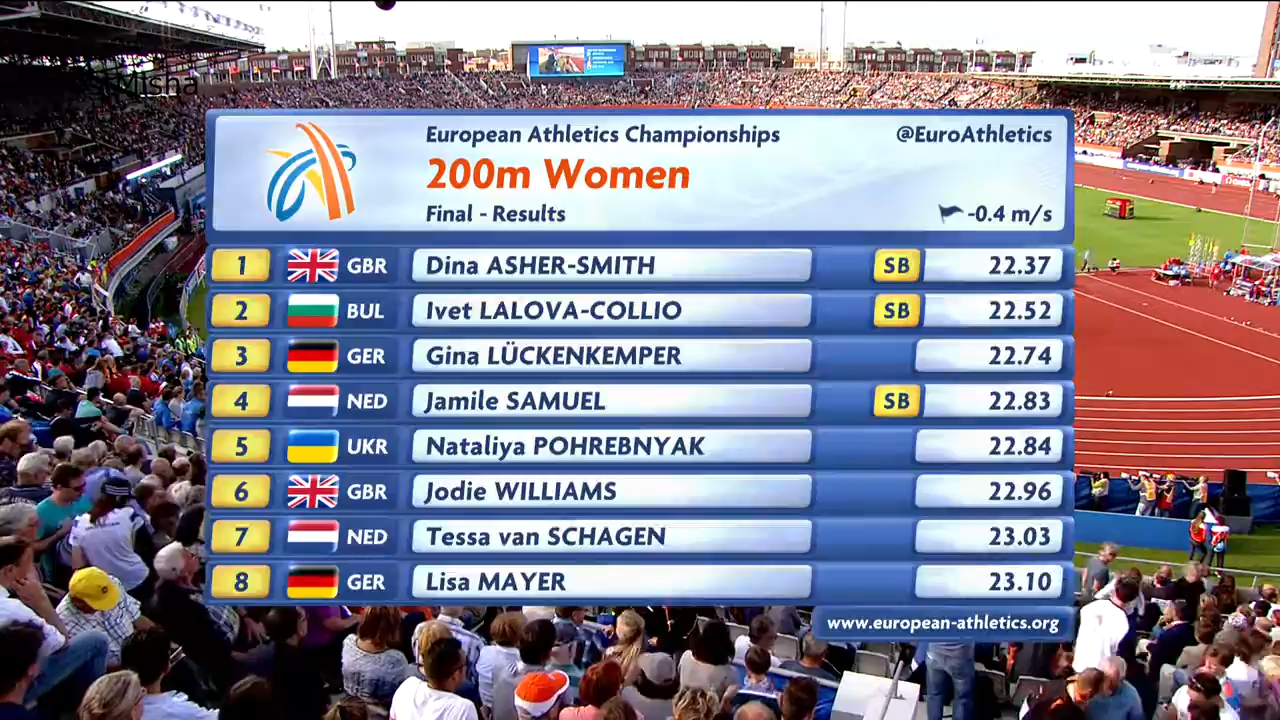 Misha
European Athletics Championships
@EuroAthletics
200m Women
Final - Results
-0.4 m/s
1 GBR Dina ASHER-SMITH SB 22.37
2 BUL Ivet LALOVA-COLLIO SB 22.52
3 GER Gina LÜCKENKEMPER 22.74
4 NED Jamile SAMUEL SB 22.83
5 UKR Nataliya POHREBNYAK 22.84
6 GBR Jodie WILLIAMS 22.96
7 NED Tessa van SCHAGEN 23.03
8 GER Lisa MAYER 23.10
www.european-athletics.org